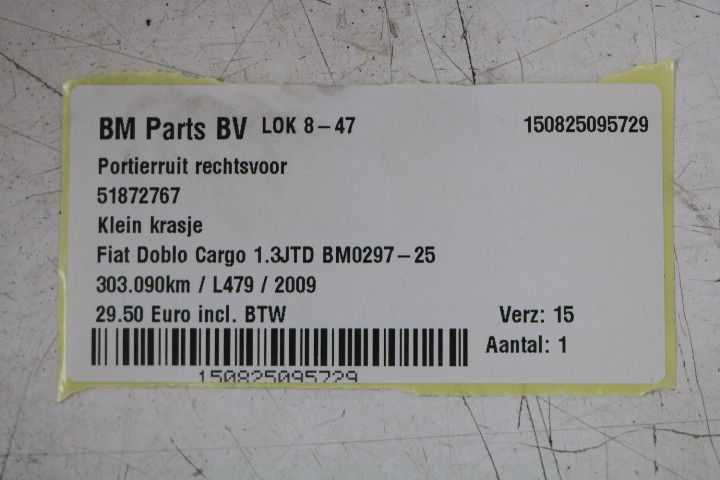 BM Parts BV LOK 8-47 150825095729
Portierruit rechtsvoor
51872767
Klein krasje
Fiat Doblo Cargo 1.3JTD BM0297-25
303.090km / L479 / 2009
29.50 Euro incl. BTW Verz: 15
Aantal: 1
150825095729